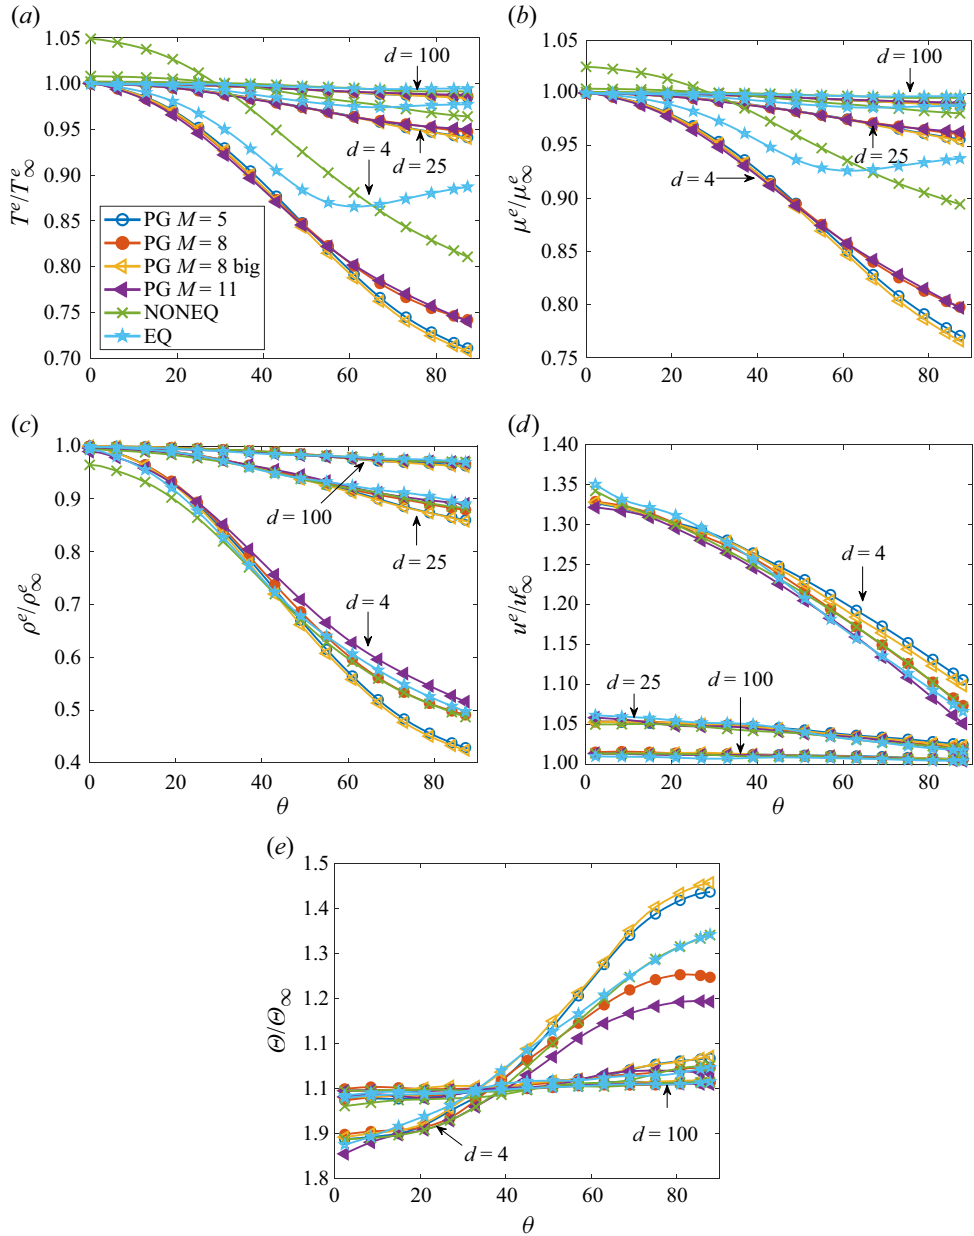 (a)
1.05
1.00
0.95
0.90
0.85
0.80
0.75
0.70
T^e/T^e_∞
d = 100
d = 4
d = 25
PG M = 5
PG M = 8
PG M = 8 big
PG M = 11
NONEQ
EQ
0 20 40 60 80
(b)
1.05
1.00
0.95
0.90
0.85
0.80
0.75
μ^e/μ^e_∞
d = 100
d = 25
d = 4
0 20 40 60 80
(c)
1.0
0.9
0.8
0.7
0.6
0.5
0.4
ρ^e/ρ^e_∞
d = 100
d = 25
d = 4
0 20 40 60 80
θ
(d)
1.40
1.35
1.30
1.25
1.20
1.15
1.10
1.05
1.00
u^e/u^e_∞
d = 4
d = 25
d = 100
0 20 40 60 80
θ
(e)
1.5
1.4
1.3
1.2
1.1
1.0
1.9
1.8
Θ/Θ_∞
d = 4
d = 100
0 20 40 60 80
θ